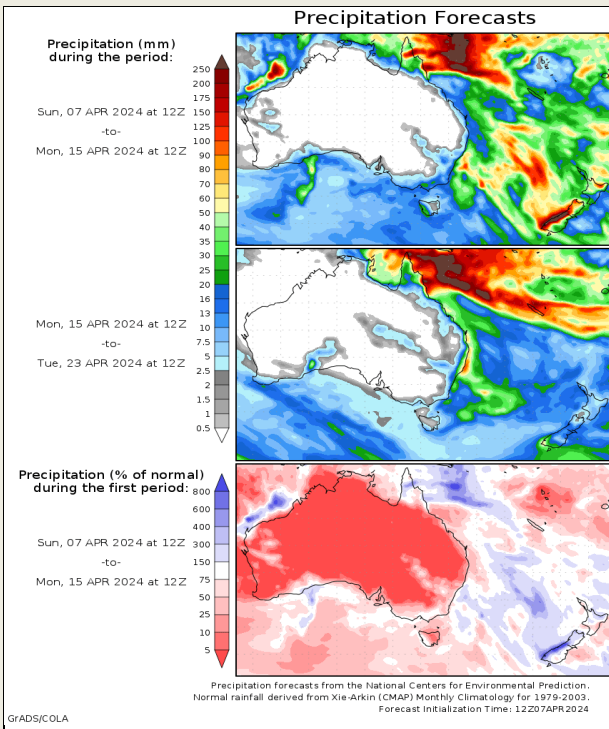 Precipitation Forecasts
Precipitation (mm)
during the period:
Sun, 07 APR 2024 at 12Z
-to-
Mon, 15 APR 2024 at 12Z
250
200
175
150
125
100
90
80
70
60
50
40
35
30
25
20
16
13
10
7.5
5
2.5
2
1.5
1
0.5
Mon, 15 APR 2024 at 12Z
-to-
Tue, 23 APR 2024 at 12Z
Precipitation (% of normal)
during the first period:
Sun, 07 APR 2024 at 12Z
-to-
Mon, 15 APR 2024 at 12Z
800
600
400
300
150
75
50
25
10
5
Precipitation forecasts from the National Centers for Environmental Prediction.
Normal rainfall derived from Xie-Arkin (CMAP) Monthly Climatology for 1979-2003.
Forecast Initialization Time: 12Z07APR2024
GrADS/COLA